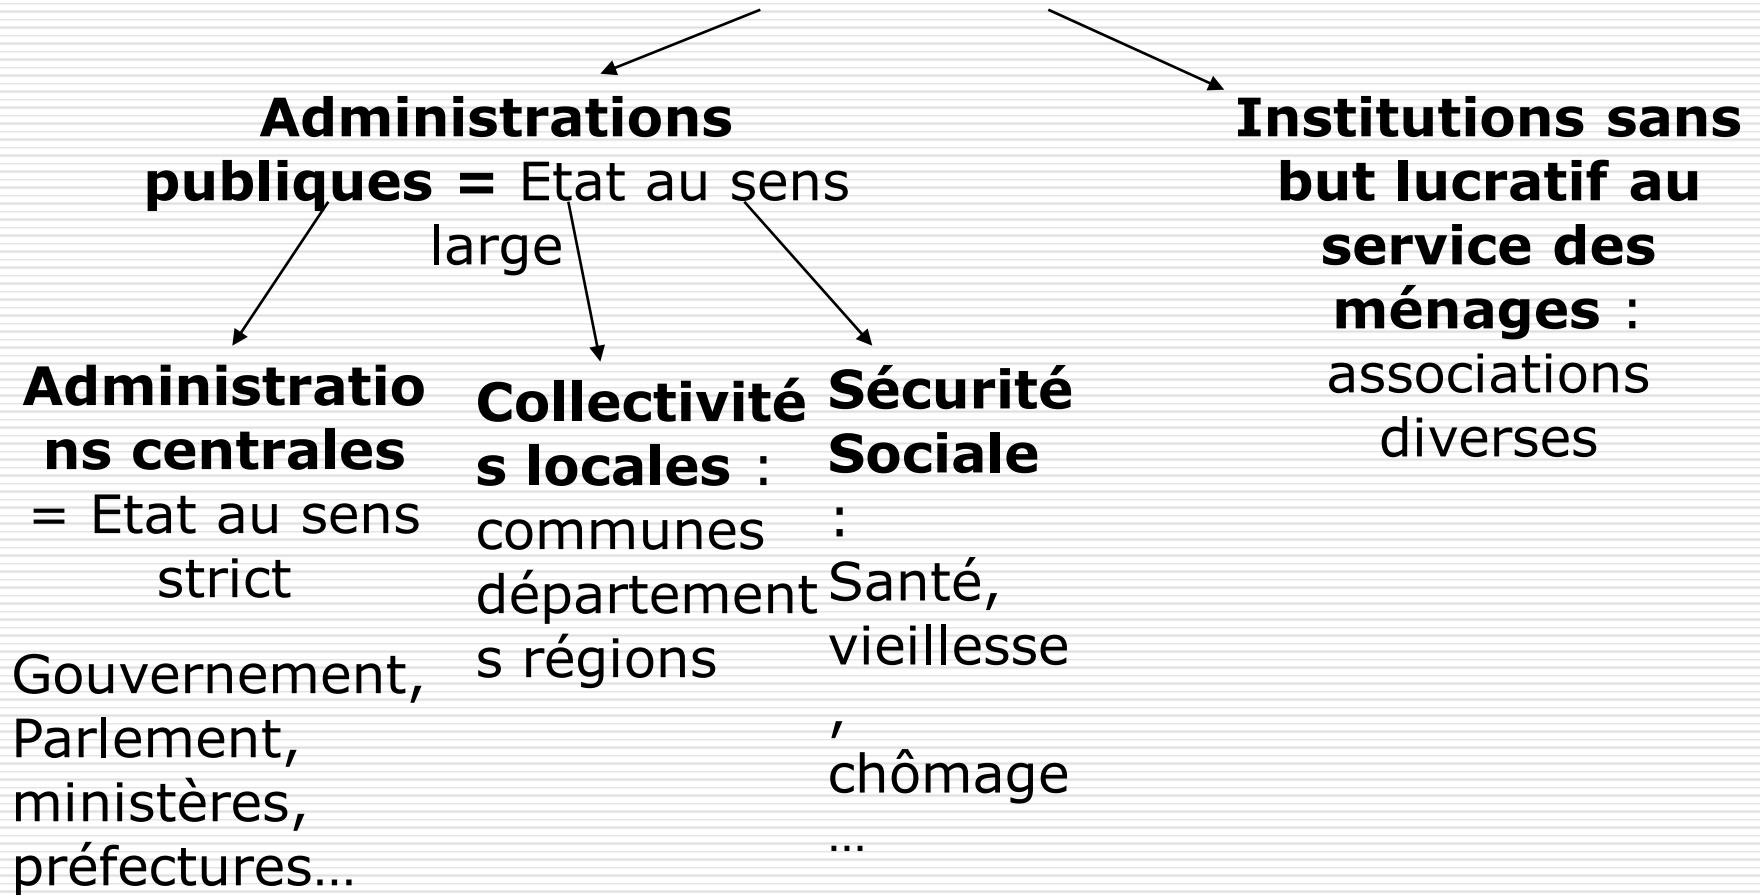 Administrations
publiques = Etat au sens
large
Institutions sans
but lucratif au
service des
ménages :
associations
diverses
Administratio
ns centrales
= Etat au sens
strict
Gouvernement,
Parlement,
ministères,
préfectures…
Collectivité
s locales :
communes
département
s régions
Sécurité
Sociale
:
Santé,
vieillesse
,
chômage
…